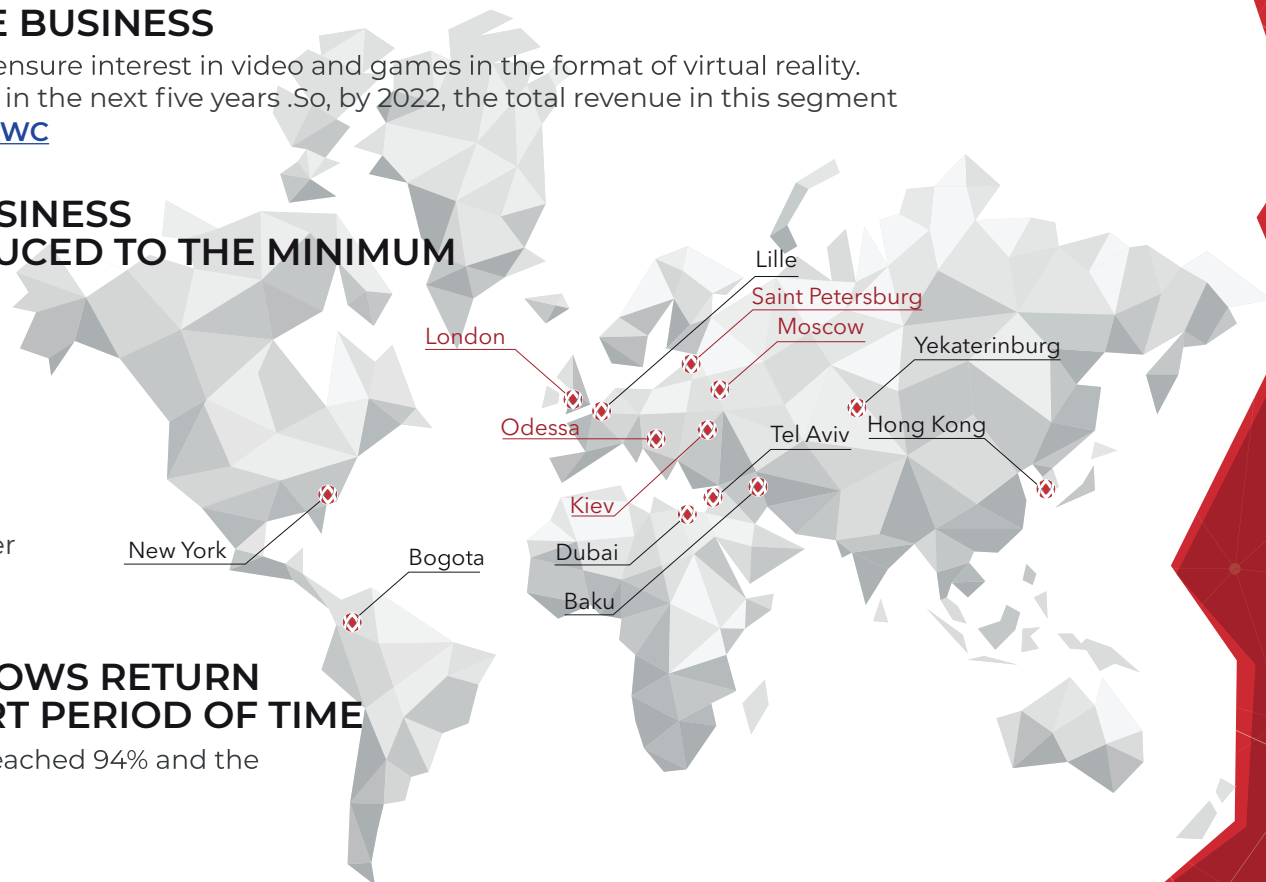 E BUSINESS
ensure interest in video and games in the format of virtual reality.
in the next five years .So, by 2022, the total revenue in this segment
WC
SINESS
UCED TO THE MINIMUM
Lille
Saint Petersburg
Moscow
London
Yekaterinburg
Odessa
Tel Aviv
Hong Kong
Kiev
er
New York
Bogota
Dubai
Baku
OWS RETURN
RT PERIOD OF TIME
eached 94% and the